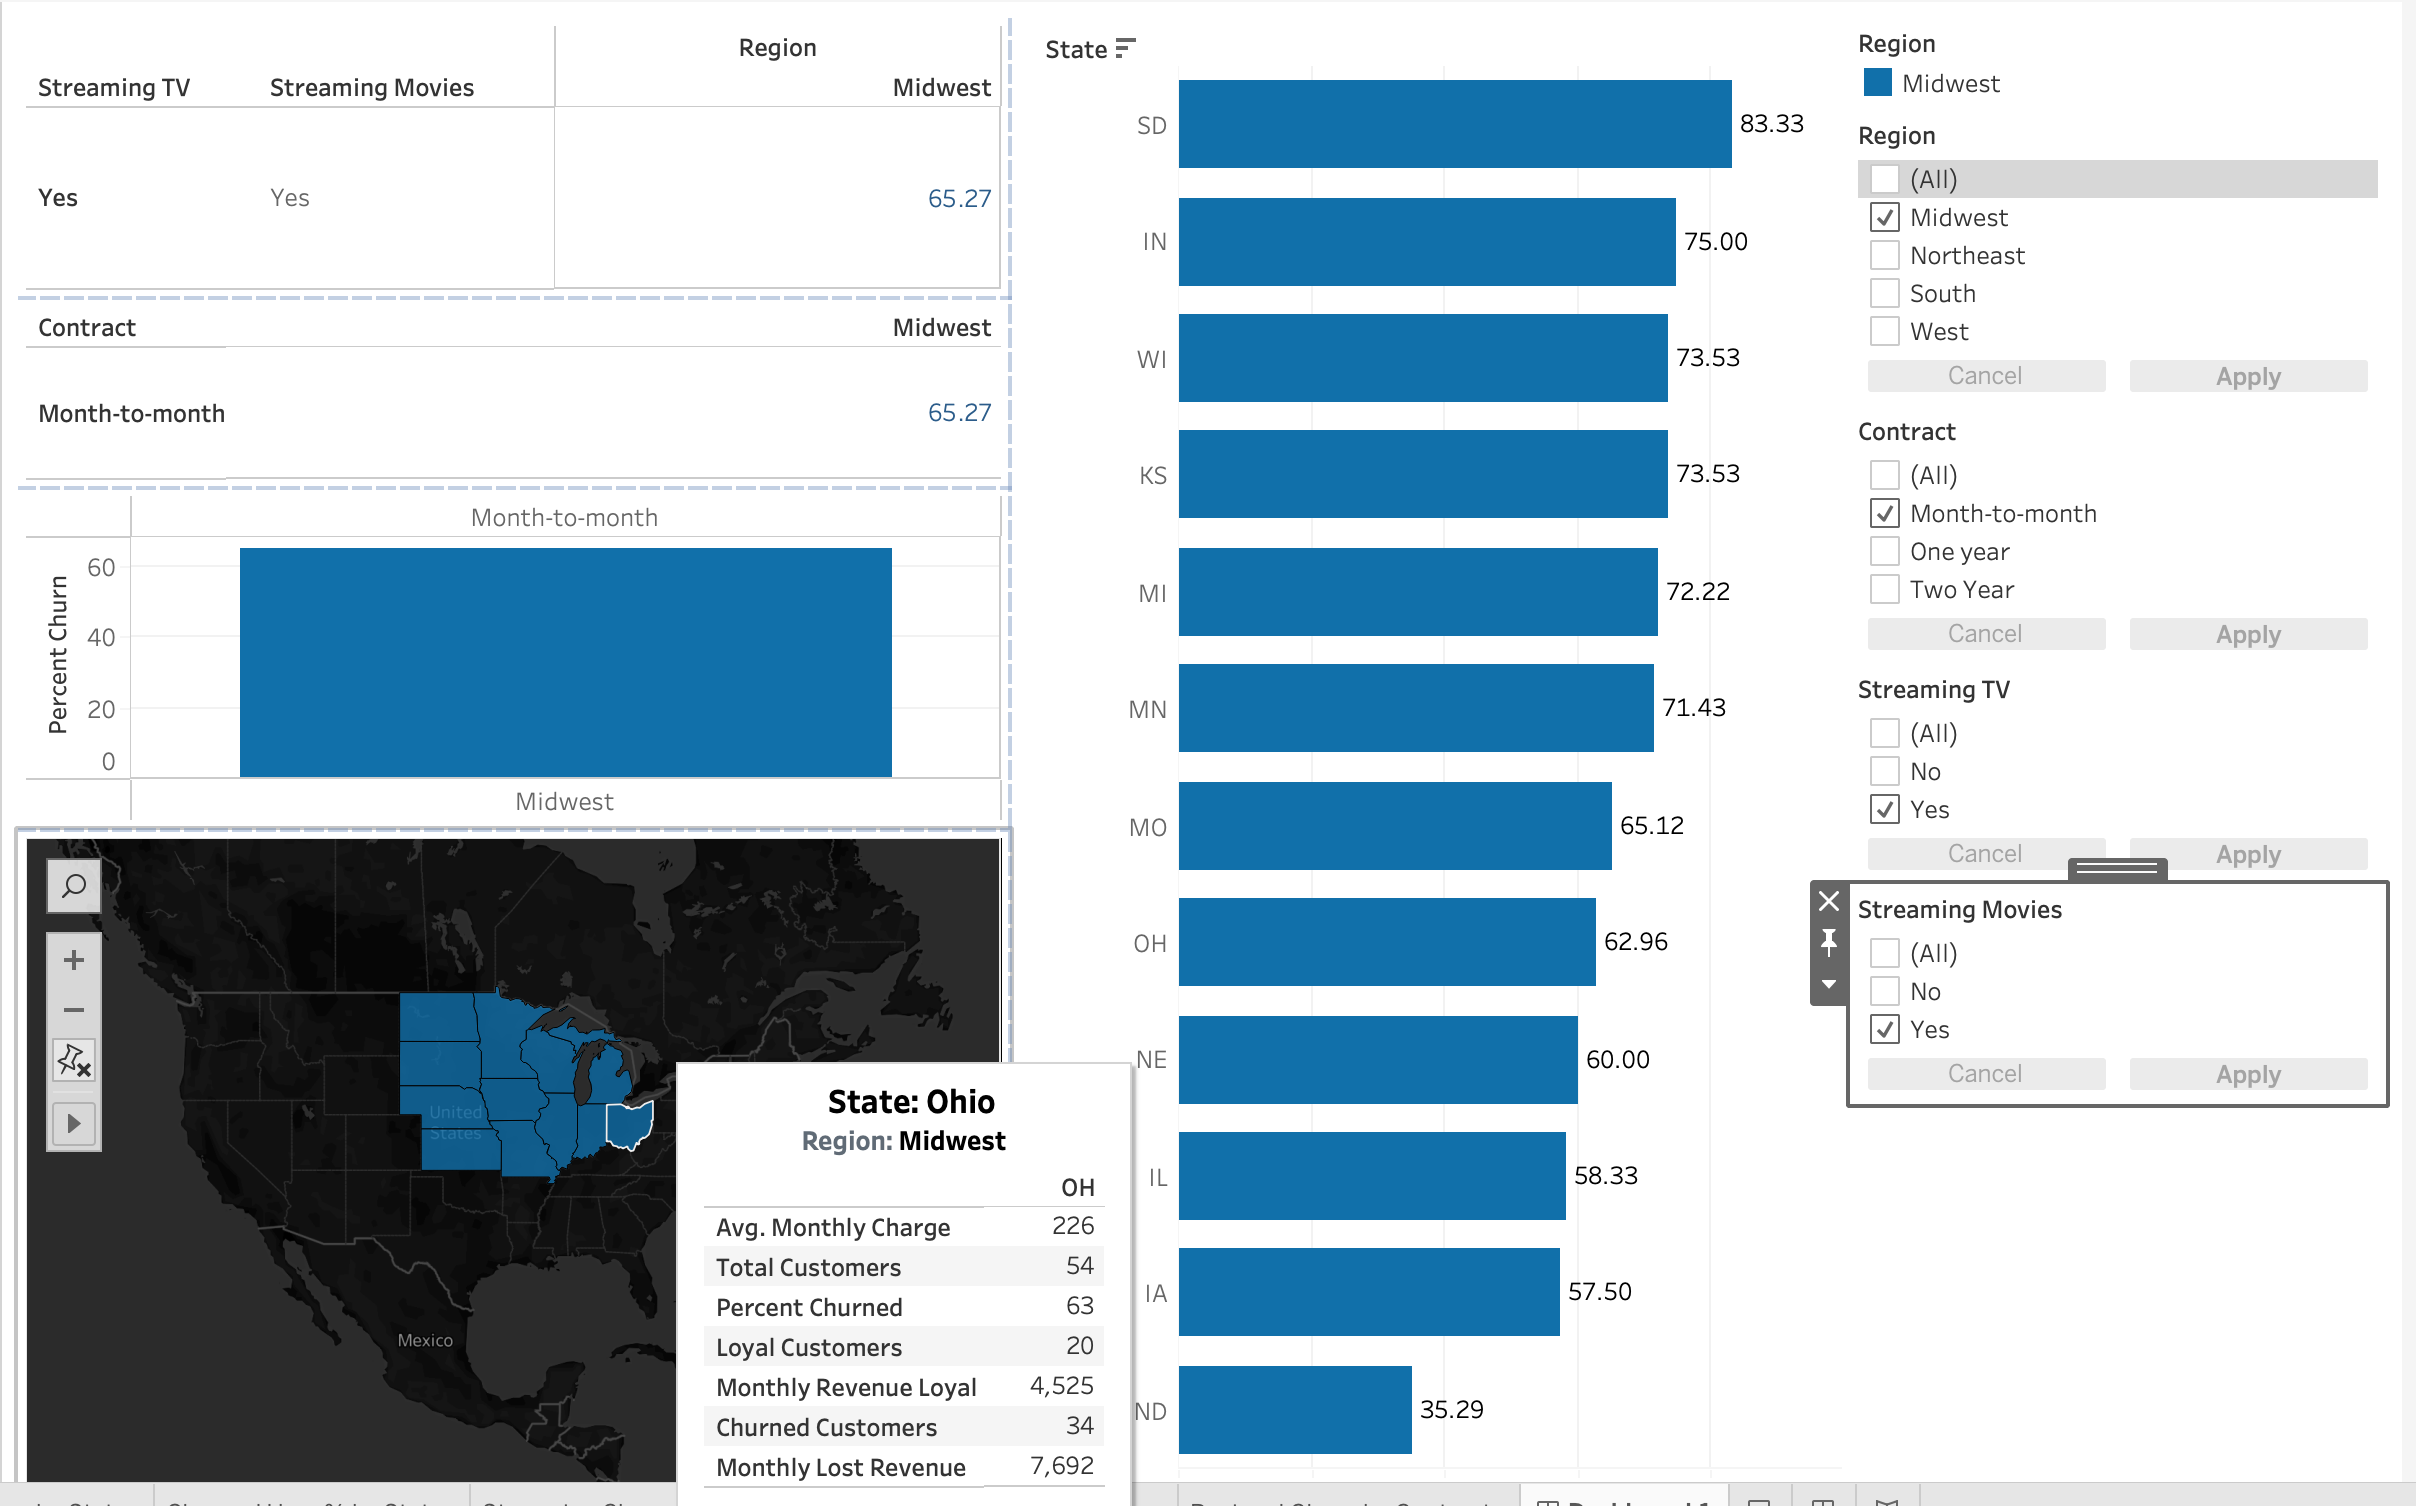 Region
Streaming TV Streaming Movies Midwest
Yes Yes 65.27
Contract Midwest
Month-to-month 65.27
Month-to-month
Percent Churn
60
40
20
0
Midwest
United
States
Mexico
State: Ohio
Region: Midwest
OH
Avg. Monthly Charge 226
Total Customers 54
Percent Churned 63
Loyal Customers 20
Monthly Revenue Loyal 4,525
Churned Customers 34
Monthly Lost Revenue 7,692
State
SD 83.33
IN 75.00
WI 73.53
KS 73.53
MI 72.22
MN 71.43
MO 65.12
OH 62.96
NE 60.00
IL 58.33
IA 57.50
ND 35.29
Region
Midwest
Region
(All)
Midwest
Northeast
South
West
Cancel Apply
Contract
(All)
Month-to-month
One year
Two Year
Cancel Apply
Streaming TV
(All)
No
Yes
Cancel Apply
Streaming Movies
(All)
No
Yes
Cancel Apply